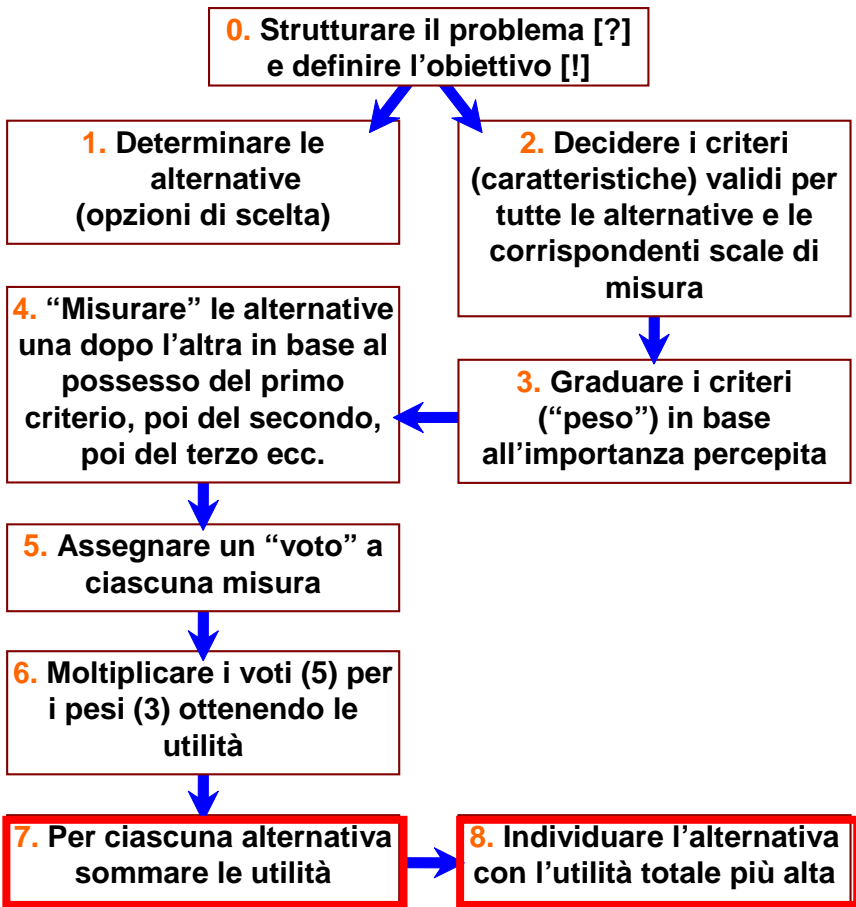 0. Strutturare il problema [?]
e definire l’obiettivo [!]
1. Determinare le
alternative
(opzioni di scelta)
2. Decidere i criteri
(caratteristiche) validi per
tutte le alternative e le
corrispondenti scale di
misura
3. Graduare i criteri
(“peso”) in base
all’importanza percepita
4. “Misurare” le alternative
una dopo l’altra in base al
possesso del primo
criterio, poi del secondo,
poi del terzo ecc.
5. Assegnare un “voto” a
ciascuna misura
6. Moltiplicare i voti (5) per
i pesi (3) ottenendo le
utilità
7. Per ciascuna alternativa
sommare le utilità
8. Individuare l’alternativa
con l’utilità totale più alta